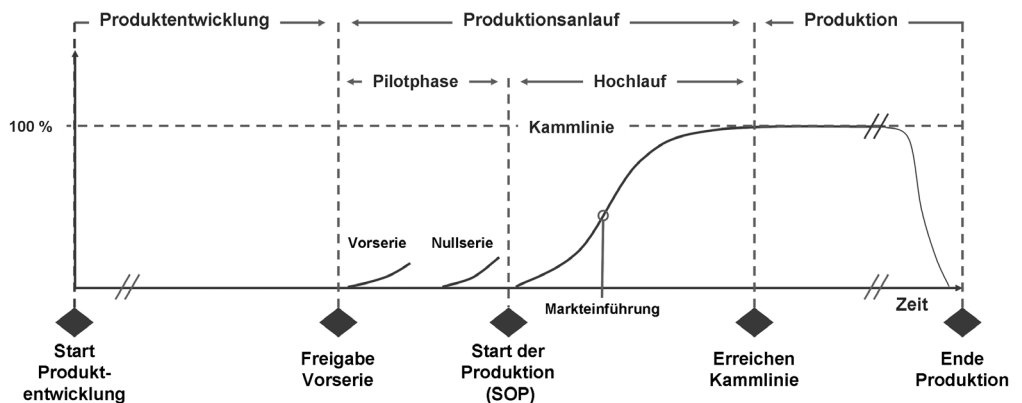 Produktentwicklung Produktionsanlauf Produktion
Pilotphase Hochlauf
100 %
Kammlinie
Vorserie Nullserie
Markteinführung
Zeit
Start
Produkt-
entwicklung
Freigabe
Vorserie
Start der
Produktion
(SOP)
Erreichen
Kammlinie
Ende
Produktion